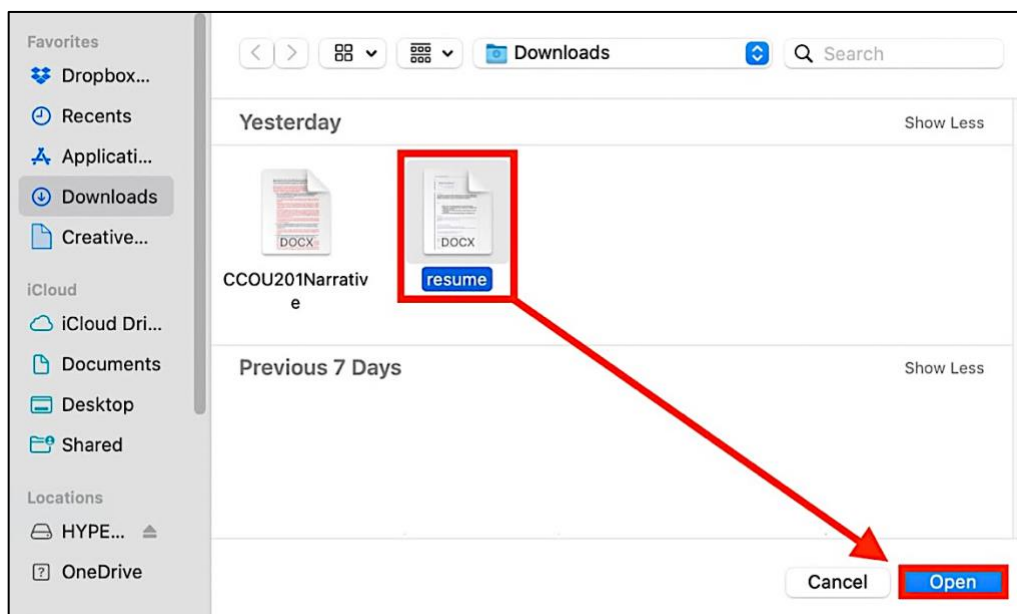 Favorites
Dropbox...
Recents
Applicati...
Downloads
Creative...
iCloud
iCloud Dri...
Documents
Desktop
Shared
Locations
HYPE...
OneDrive
Downloads
Search
Yesterday
Show Less
DOCX
DOCX
CCOU201Narrativ
e
resume
Previous 7 Days
Show Less
Cancel
Open